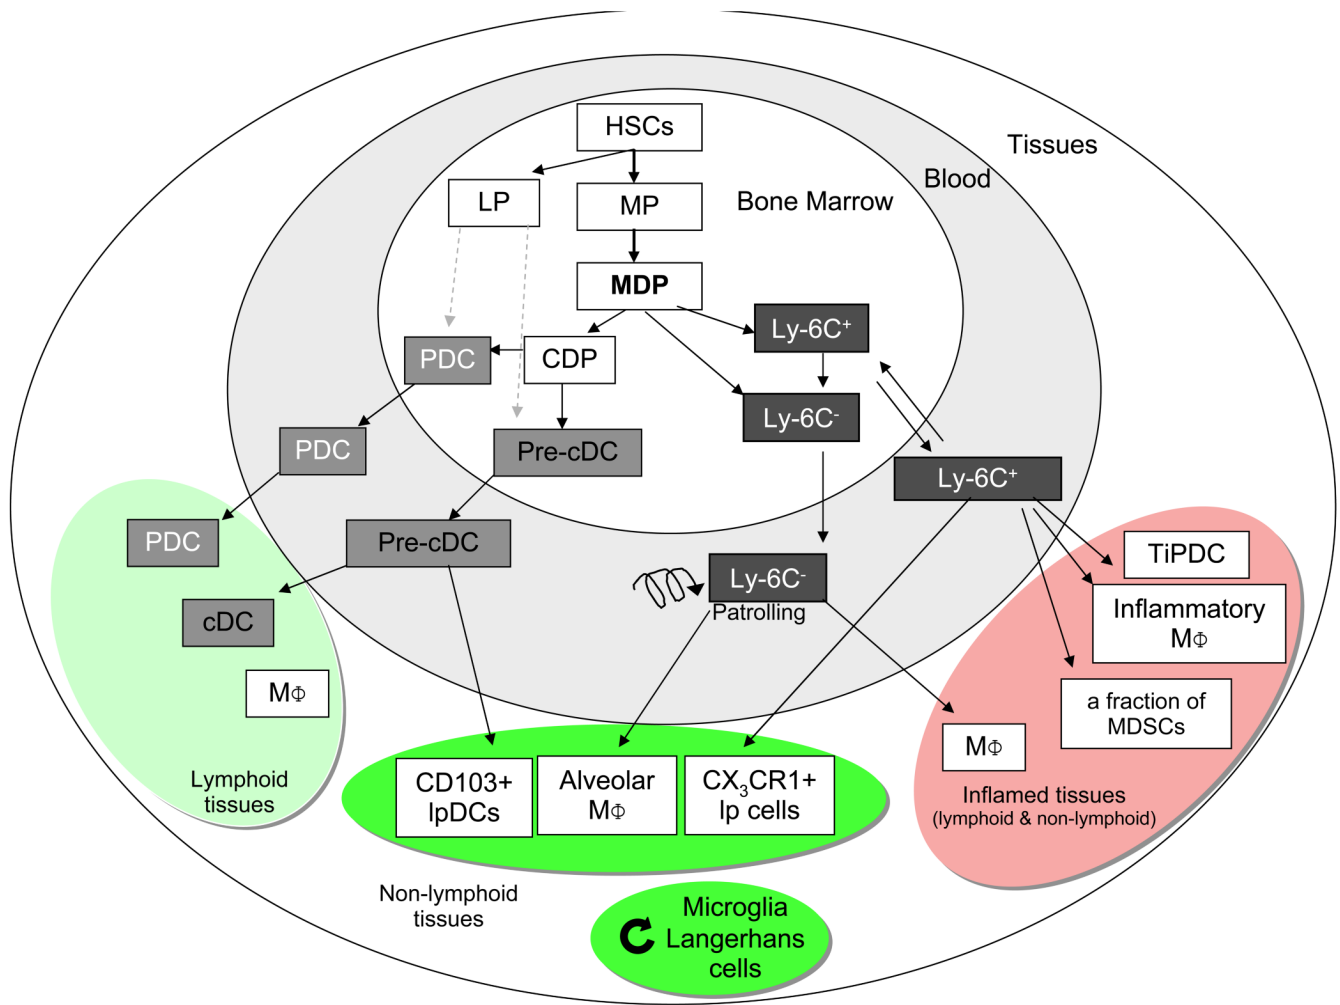 HSCs
Tissues
Blood
LP
MP
Bone Marrow
MDP
Ly-6C⁺
PDC
CDP
Ly-6C⁻
PDC
Pre-cDC
Ly-6C⁺
PDC
Pre-cDC
TiPDC
Ly-6C⁻
Patrolling
Inflammatory
MΦ
cDC
MΦ
a fraction of
MDSCs
MΦ
Lymphoid
tissues
CD103+
lpDCs
Alveolar
MΦ
CX₃CR1+
lp cells
Inflamed tissues
(lymphoid & non-lymphoid)
Non-lymphoid
tissues
Microglia
Langerhans
cells